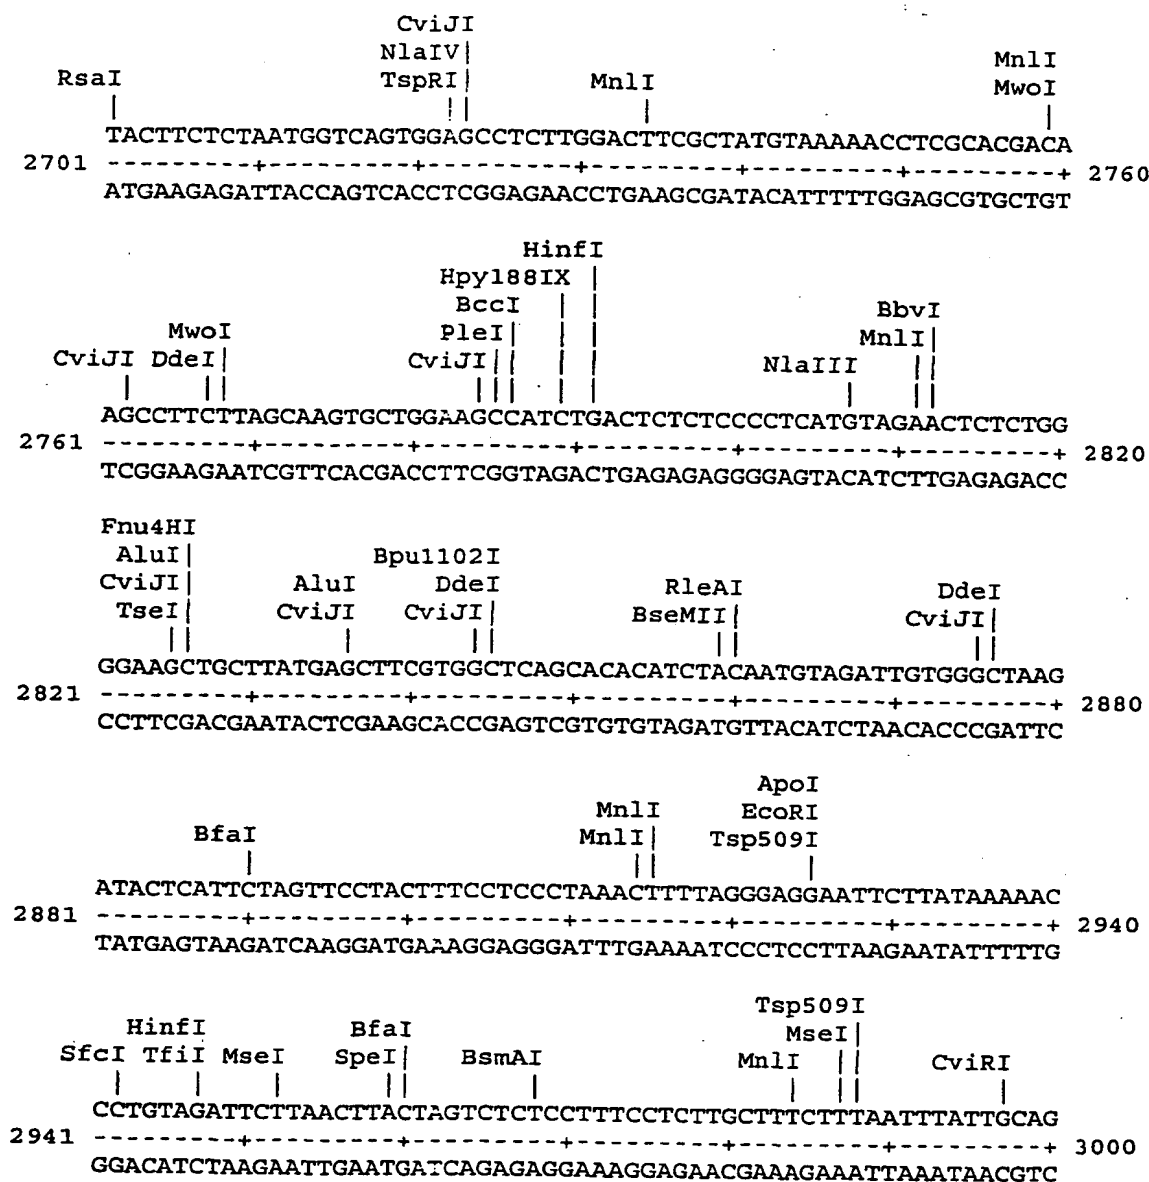 CviJI
NlaIV|
RsaI TspRI| MnlI MnlI
MwoI
TACTTCTCTAATGGTCAGTGGAGCCTCTTGGACTTCGCTATGTAAAAACCTCGCACGACA
2701 ---------+---------+---------+---------+---------+---------+ 2760
ATGAAGAGATTACCAGTCACCTCGGAGAACCTGAAGCGATACATTTTTGGAGCGTGCTGT
HinfI
Hpy188IX|
BccI BbvI
MwoI PleI| MnlI|
CviJI DdeI| CviJI|| NlaIII
AGCCTTCTTAGCAAGTGCTGGAAGCCATCTGACTCTCTCCCCTCATGTAGAACTCTCTGG
2761 ---------+---------+---------+---------+---------+---------+ 2820
TCGGAAGAATCGTTCACGACCTTCGGTAGACTGAGAGAGGGGAGTACATCTTGAGAGACC
Fnu4HI
AluI| Bpu1102I
CviJI| AluI DdeI RleAI DdeI
TseI| CviJI CviJI| BseMII| CviJI|
GGAAGCTGCTTATGAGCTTCGTGGCTCAGCACACATCTACAATGTAGATTGTGGGCTAAG
2821 ---------+---------+---------+---------+---------+---------+ 2880
CCTTCGACGAATACTCGAAGCACCGAGTCGTGTGTAGATGTTACATCTAACACCCGATTC
ApoI
MnlI EcoRI
BfaI MnlI| Tsp509I
ATACTCATTCTAGTTCCTACTTTCCTCCCTAAACTTTTAGGGAGGAATTCTTATAAAAAC
2881 ---------+---------+---------+---------+---------+---------+ 2940
TATGAGTAAGATCAAGGATGAAAGGAGGGATTTGAAAATCCCTCCTTAAGAATATTTTTG
Tsp509I
HinfI BfaI MseI|
SfcI TfiI MseI SpeI| BsmAI MnlI || CviRI
CCTGTAGATTCTTAACTTACTAGTCTCTCCTTTCCTCTTGCTTTCTTTAATTTATTGCAG
2941 ---------+---------+---------+---------+---------+---------+ 3000
GGACATCTAAGAATTGAATGATCAGAGAGGAAAGGAGAACGAAAGAAATTAAATAACGTC